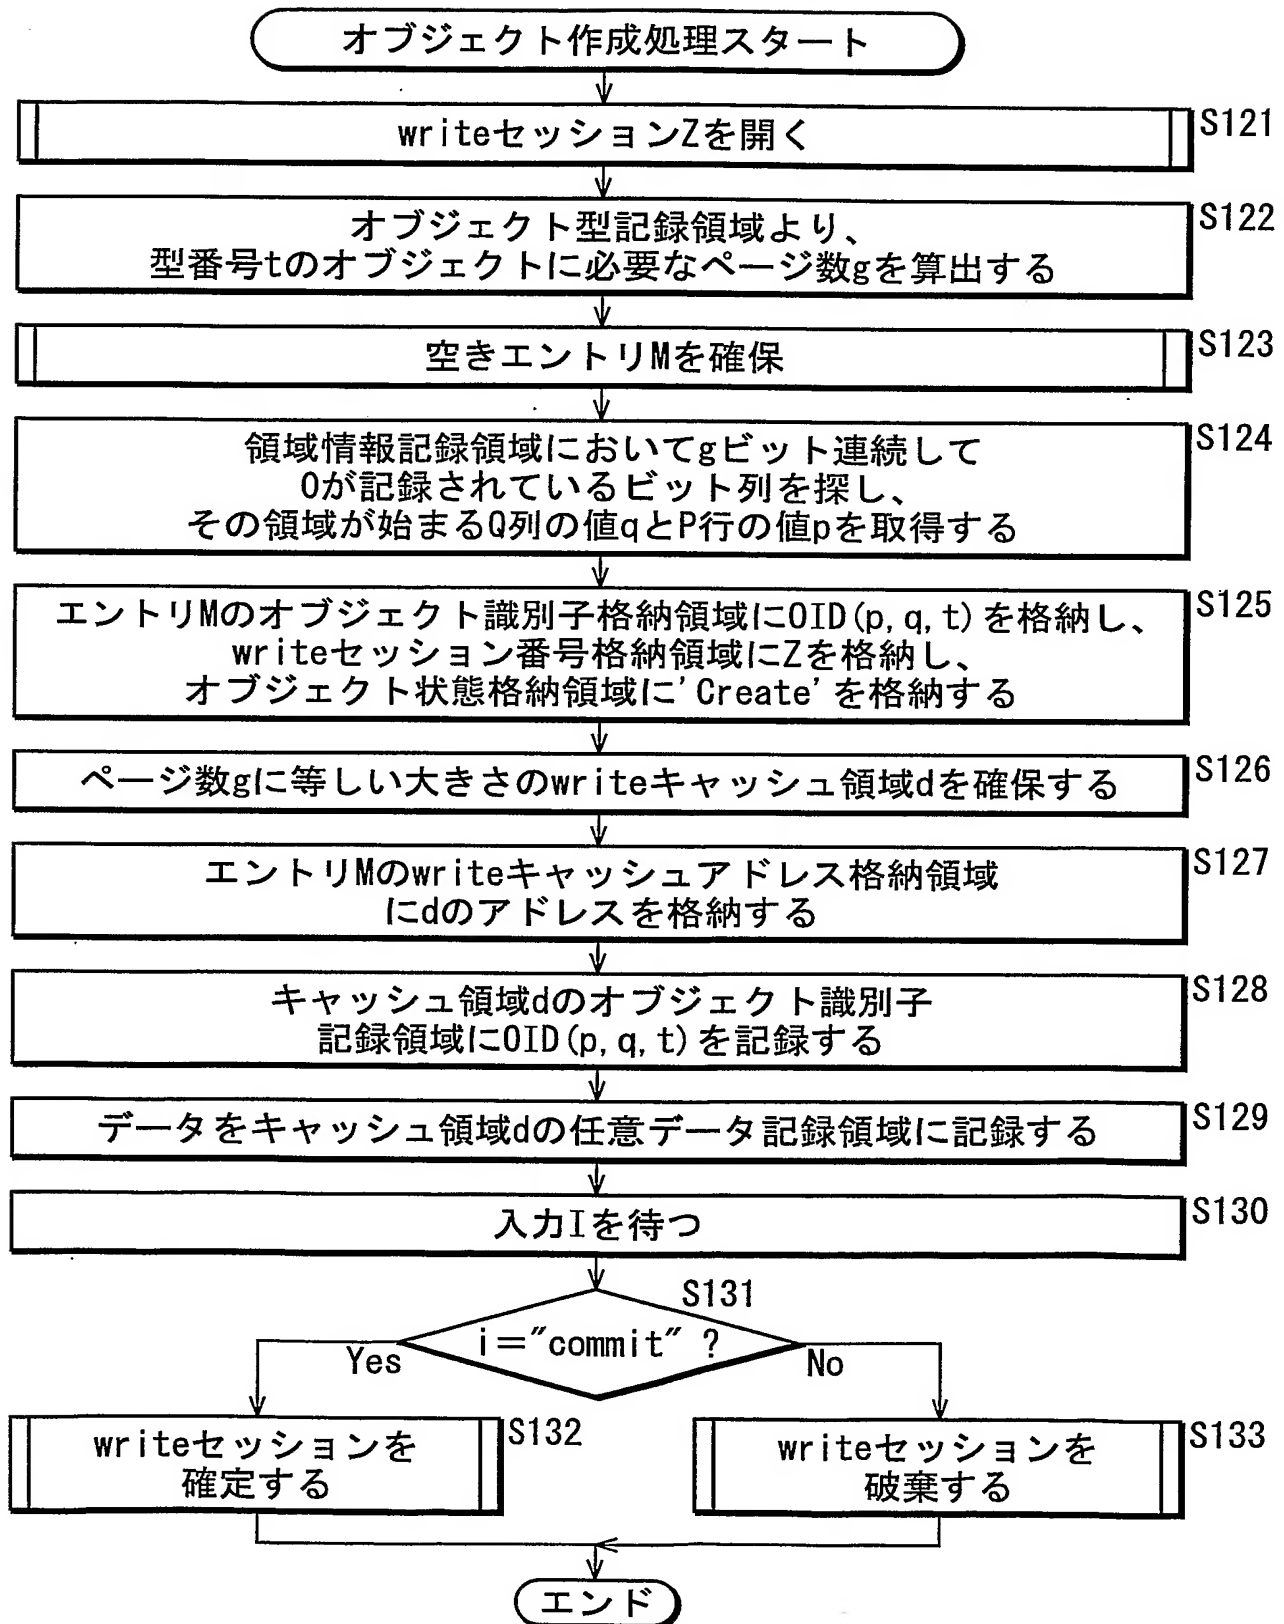 オブジェクト作成処理スタート
writeセッションZを開く
S121
オブジェクト型記録領域より、
型番号tのオブジェクトに必要なページ数gを算出する
S122
空きエントリMを確保
S123
領域情報記録領域においてgビット連続して
0が記録されているビット列を探し、
その領域が始まるQ列の値qとP行の値pを取得する
S124
エントリMのオブジェクト識別子格納領域にOID(p,q,t)を格納し、
writeセッション番号格納領域にZを格納し、
オブジェクト状態格納領域に'Create'を格納する
S125
ページ数gに等しい大きさのwriteキャッシュ領域dを確保する
S126
エントリMのwriteキャッシュアドレス格納領域
にdのアドレスを格納する
S127
キャッシュ領域dのオブジェクト識別子
記録領域にOID(p,q,t)を記録する
S128
データをキャッシュ領域dの任意データ記録領域に記録する
S129
入力Iを待つ
S130
S131
i＝"commit"？
Yes
No
writeセッションを
確定する
S132
writeセッションを
破棄する
S133
エンド